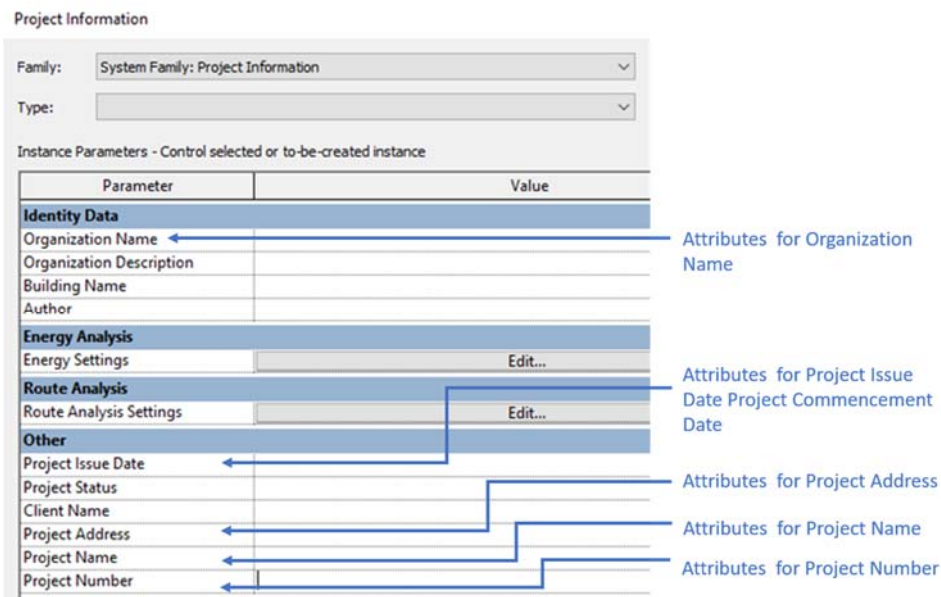 Project Information
Family: System Family: Project Information
Type:
Instance Parameters - Control selected or to-be-created instance
Parameter Value
Identity Data
Organization Name
Organization Description
Building Name
Author
Energy Analysis
Energy Settings Edit...
Route Analysis
Route Analysis Settings Edit...
Other
Project Issue Date
Project Status
Client Name
Project Address
Project Name
Project Number
Attributes for Organization
Name
Attributes for Project Issue
Date Project Commencement
Date
Attributes for Project Address
Attributes for Project Name
Attributes for Project Number